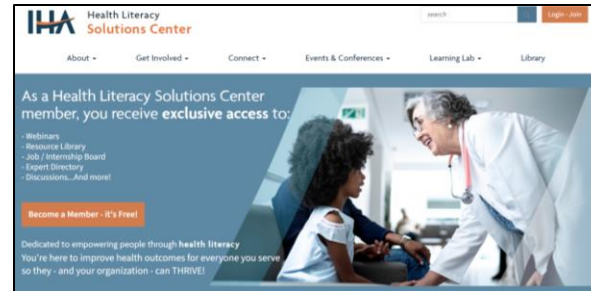 IHA Health Literacy
Solutions Center
search
Login - Join
About
Get Involved
Connect
Events & Conferences
Learning Lab
Library
As a Health Literacy Solutions Center
member, you receive exclusive access to:
- Webinars
- Resource Library
- Job / Internship Board
- Expert Directory
- Discussions...And more!
Become a Member - it's Free!
Dedicated to empowering people through health literacy
You're here to improve health outcomes for everyone you serve
so they - and your organization - can THRIVE!